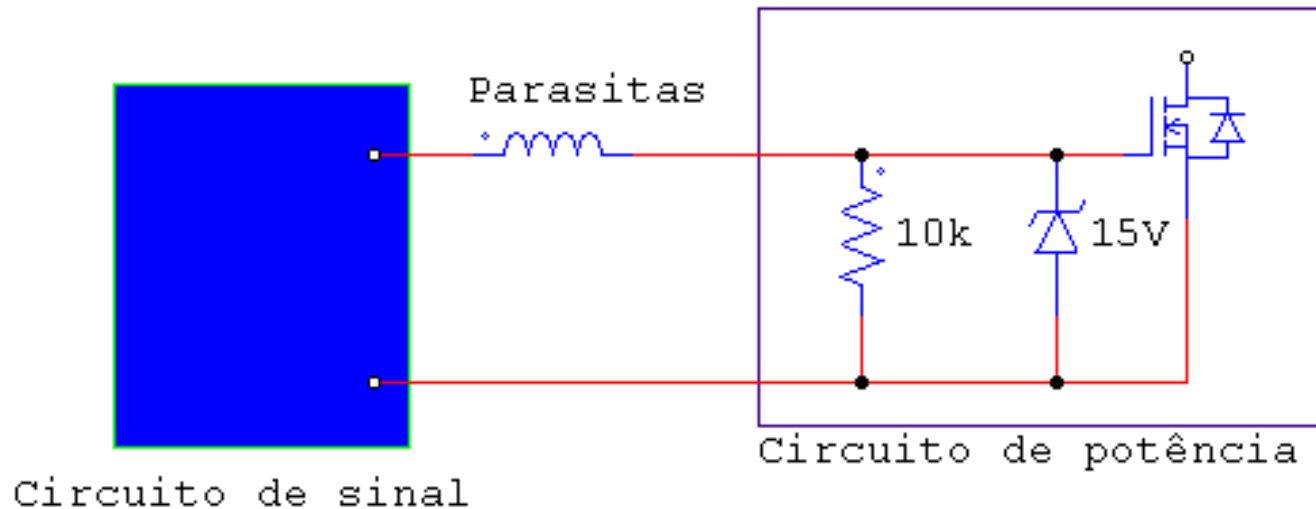 Parasitas
10k
15V
Circuito de potência
Circuito de sinal